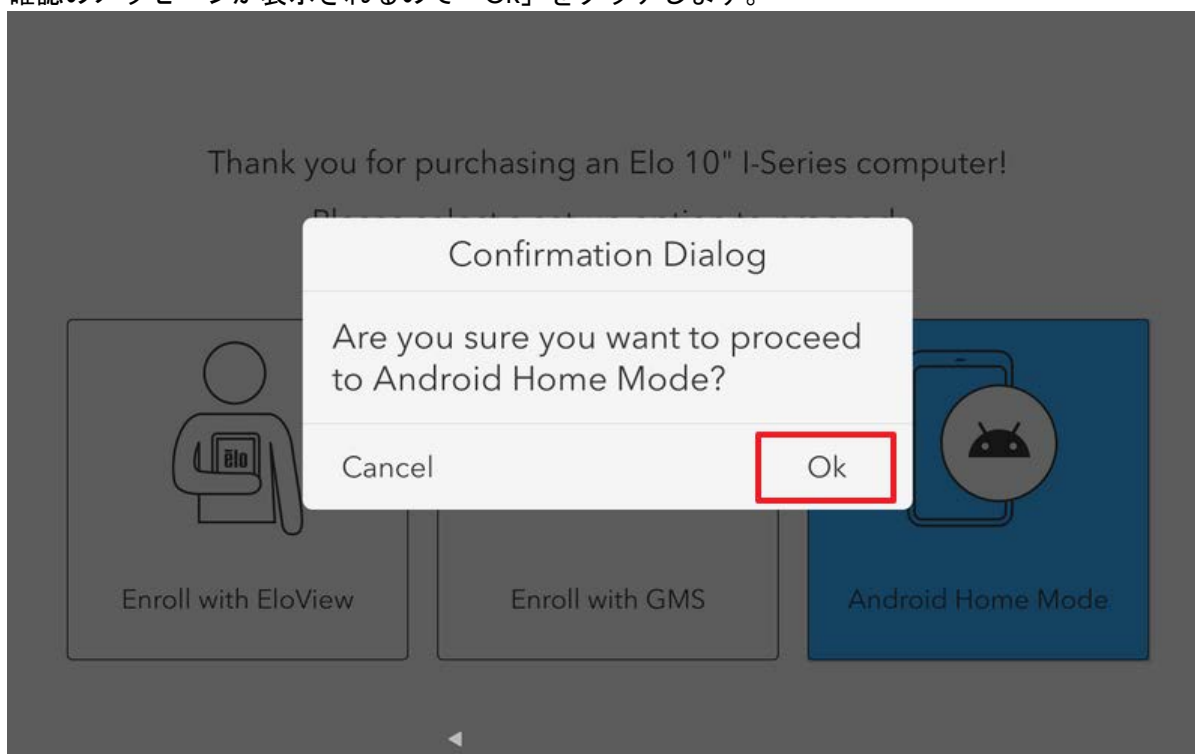 Thank you for purchasing an Elo 10" I-Series computer!
Confirmation Dialog
Are you sure you want to proceed
to Android Home Mode?
Cancel
Ok
ēlo
Enroll with EloView
Enroll with GMS
Android Home Mode